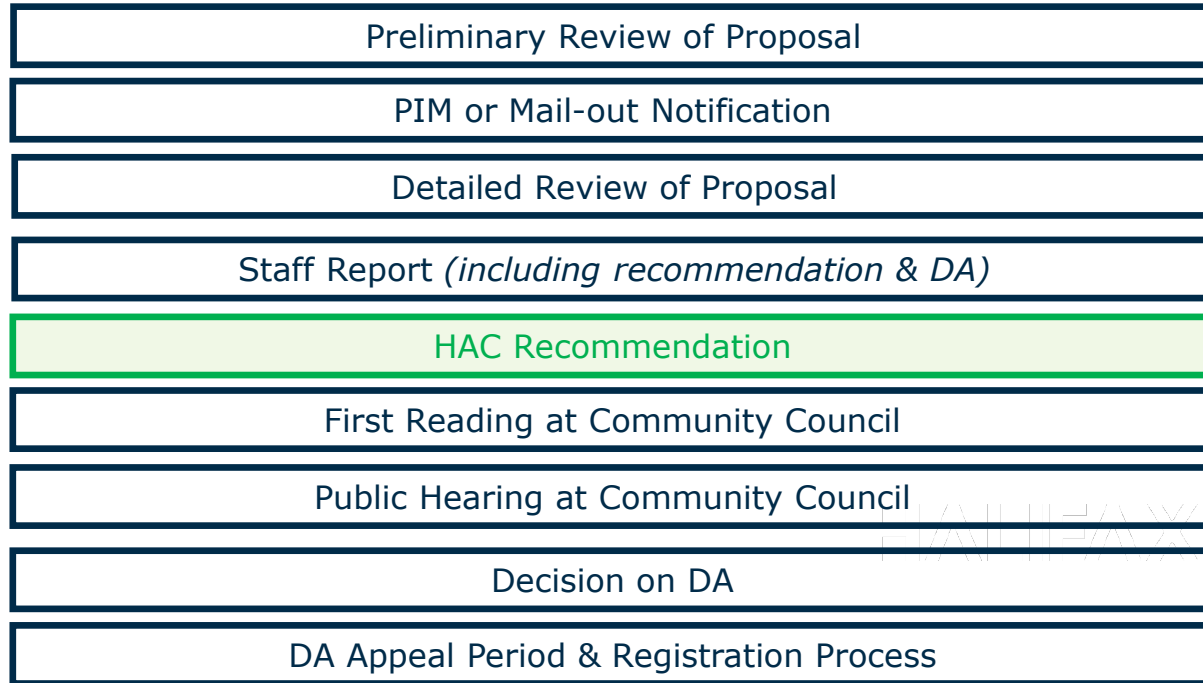 Preliminary Review of Proposal
PIM or Mail-out Notification
Detailed Review of Proposal
Staff Report (including recommendation & DA)
HAC Recommendation
First Reading at Community Council
Public Hearing at Community Council
HALIFAX
Decision on DA
DA Appeal Period & Registration Process